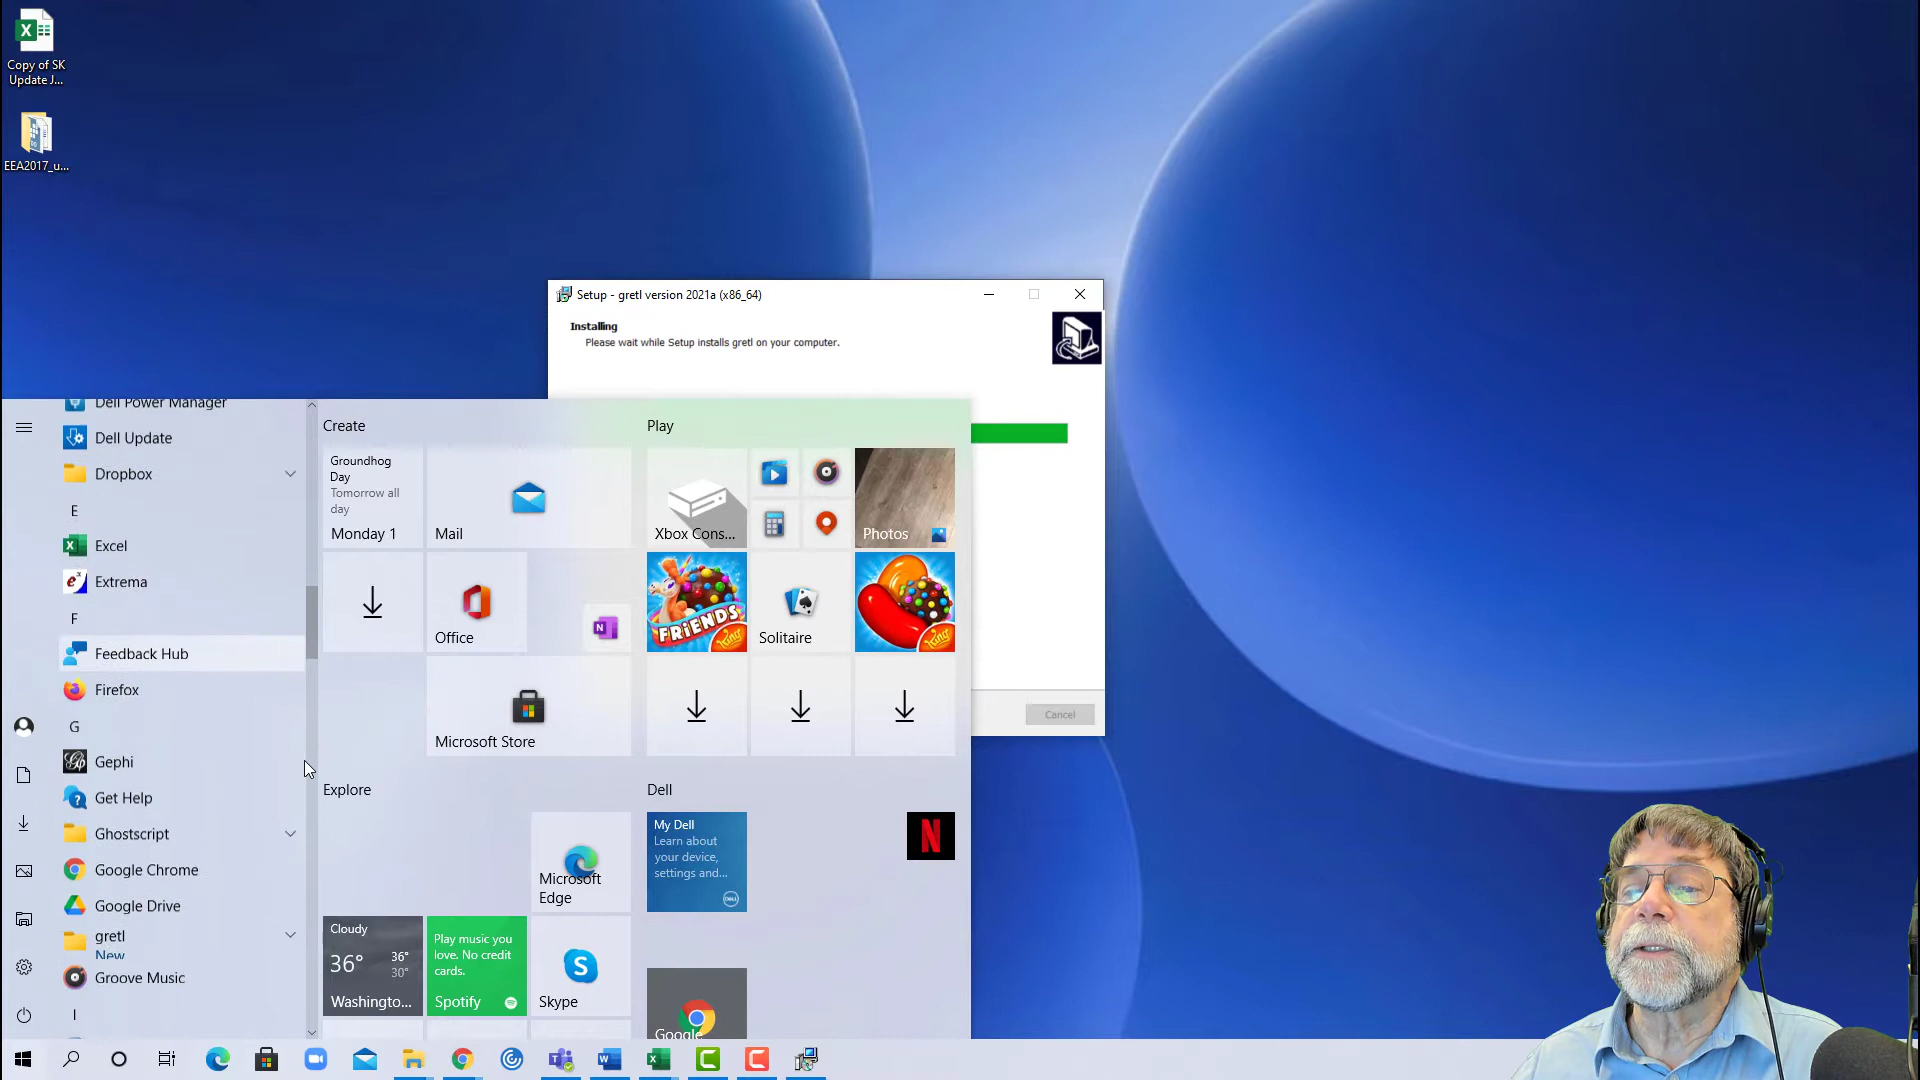 Copy of SK
Update J...
EEA2017_u...
Setup - gretl version 2021a (x86_64)
Installing
Please wait while Setup installs gretl on your computer.
Cancel
Dell Power Manager
Dell Update
Dropbox
E
Excel
Extrema
F
Feedback Hub
Firefox
G
Gephi
Get Help
Ghostscript
Google Chrome
Google Drive
gretl
New
Groove Music
I
Create
Groundhog
Day
Tomorrow all
day
Monday 1
Mail
Office
Microsoft Store
Play
Xbox Cons...
Photos
FRiENDS
King
Solitaire
King
Explore
Microsoft
Edge
Cloudy
36°
36°
30°
Washingto...
Play music you
love. No credit
cards.
Spotify
Skype
Dell
My Dell
Learn about
your device,
settings and...
DELL
N
Google